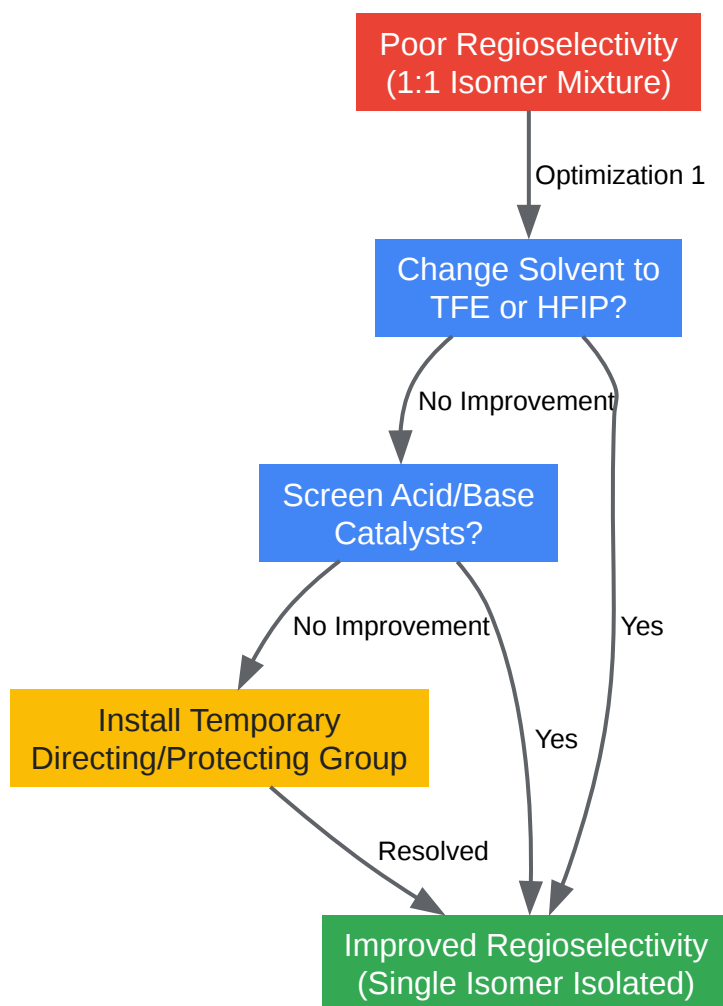 Poor Regioselectivity
(1:1 Isomer Mixture)
Optimization 1
Change Solvent to
TFE or HFIP?
No Improvement
Screen Acid/Base
Catalysts?
No Improvement
Yes
Install Temporary
Directing/Protecting Group
Yes
Resolved
Improved Regioselectivity
(Single Isomer Isolated)